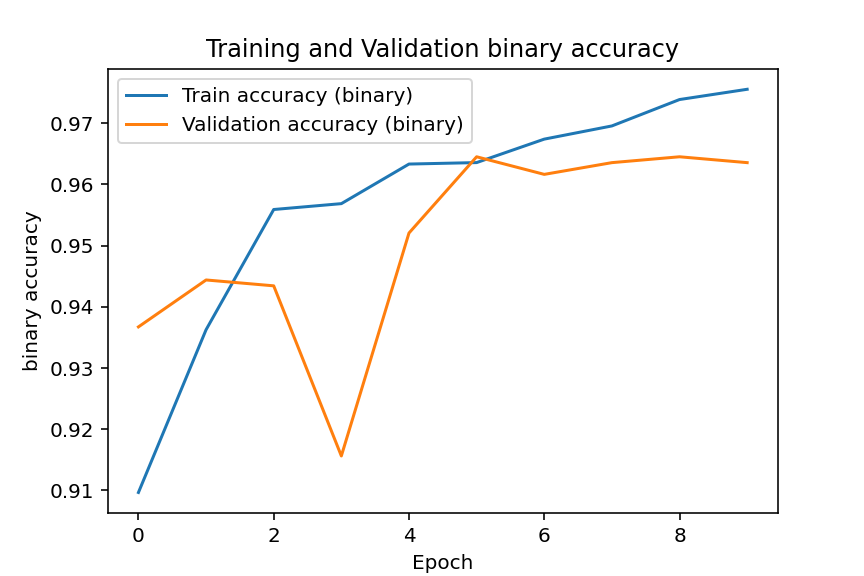 Training and Validation binary accuracy
Train accuracy (binary)
Validation accuracy (binary)
0.97
0.96
0.95
0.94
0.93
0.92
0.91
binary accuracy
0 2 4 6 8
Epoch